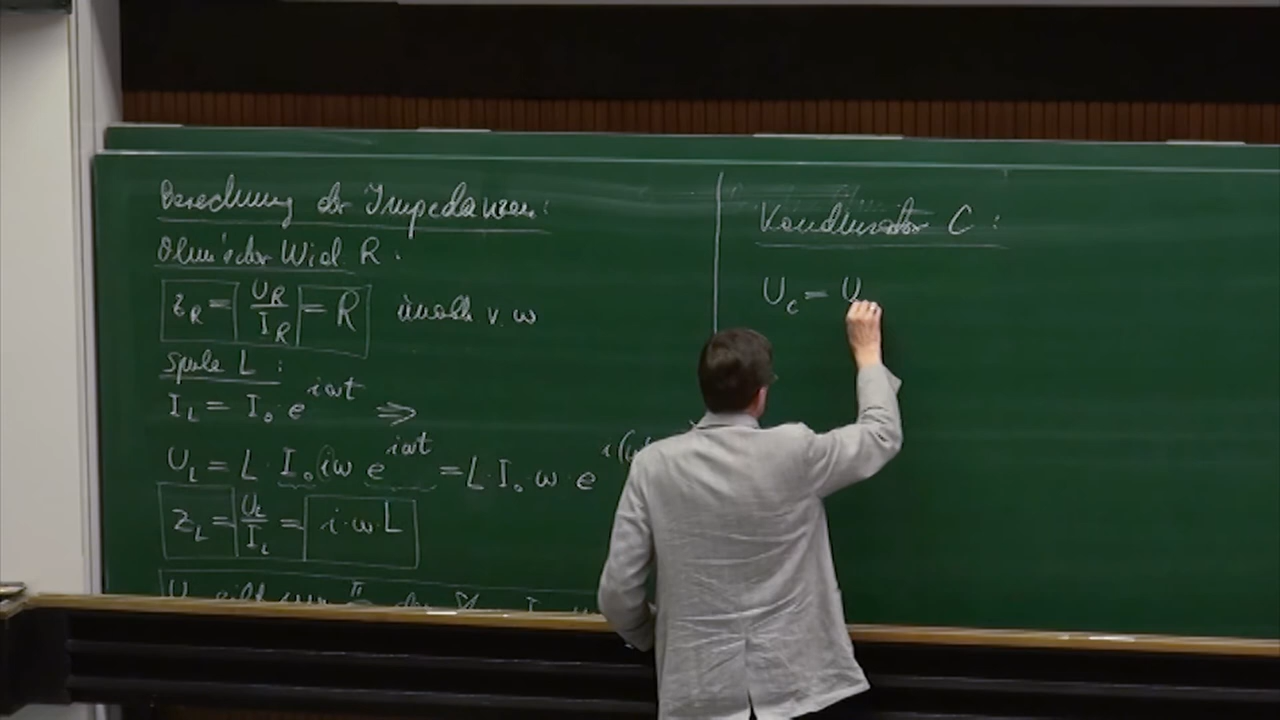 Berechnung der Impedanzen:
Ohm'scher Wid R:
z_R = U_R / I_R = R unabh v. ω
Spule L:
I_L = I_0 e^{iωt} ⇒
U_L = L · I_0 iω e^{iωt} = L · I_0 · ω · e
z_L = U_L / I_L = i · ω · L
Kondensator C:
U_C = U